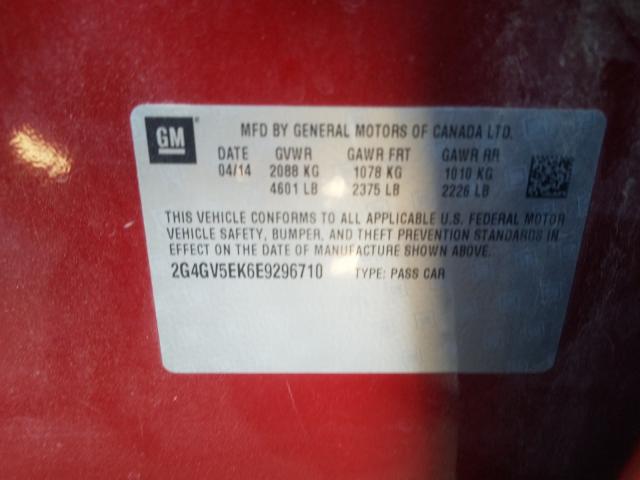 GM MFD BY GENERAL MOTORS OF CANADA LTD.
DATE GVWR GAWR FRT GAWR RR
04/14 2088 KG 1078 KG 1010 KG
4601 LB 2375 LB 2226 LB
THIS VEHICLE CONFORMS TO ALL APPLICABLE U.S. FEDERAL MOTOR
VEHICLE SAFETY, BUMPER, AND THEFT PREVENTION STANDARDS IN
EFFECT ON THE DATE OF MANUFACTURE SHOWN ABOVE.
2G4GV5EK6E9296710 TYPE: PASS CAR